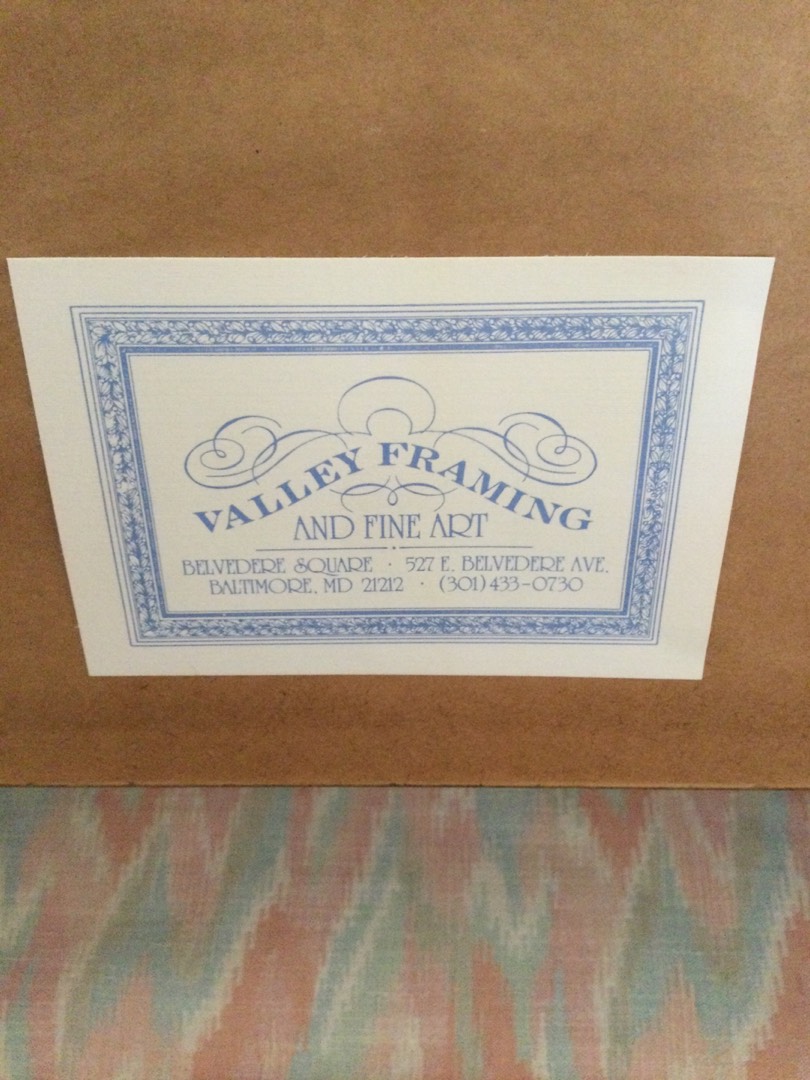 VALLEY FRAMING
AND FINE ART
BELVEDERE SQUARE · 527 E. BELVEDERE AVE.
BALTIMORE, MD 21212 · (301) 433-0730